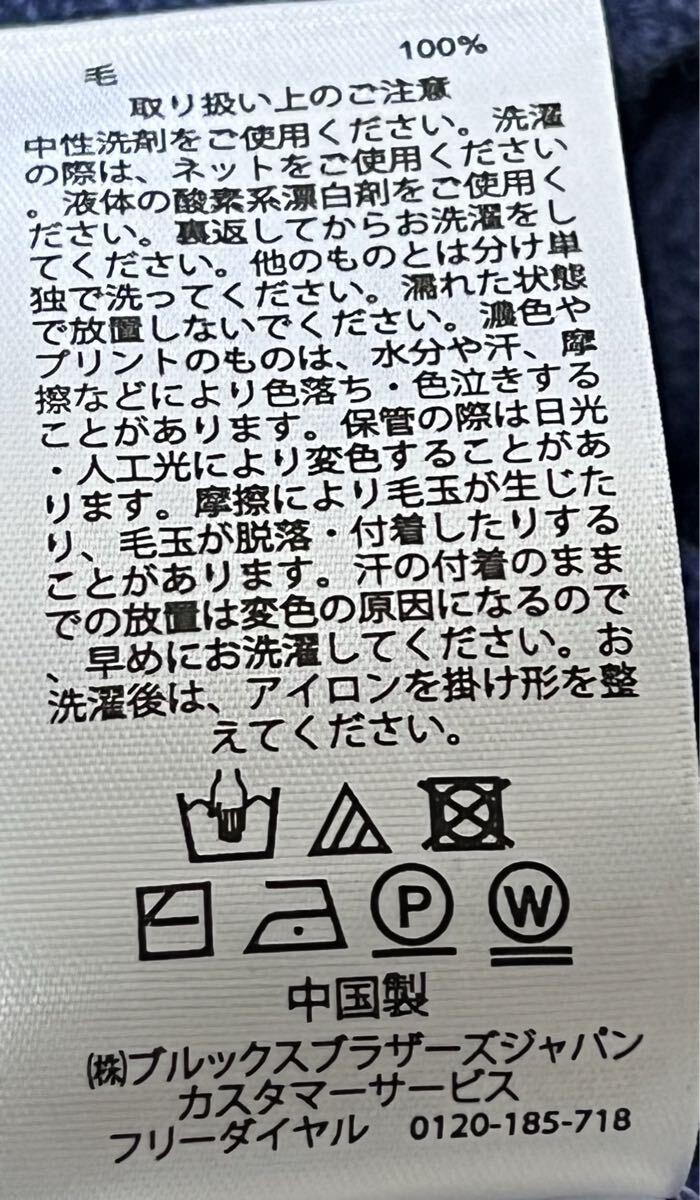 毛 100%
取り扱い上のご注意
中性洗剤をご使用ください。洗濯
の際は、ネットをご使用ください
。液体の酸素系漂白剤をご使用く
ださい。裏返してからお洗濯をし
てください。他のものとは分け単
独で洗ってください。濡れた状態
で放置しないでください。濃色や
プリントのものは、水分や汗、摩
擦などにより色落ち・色泣きする
ことがあります。保管の際は日光
・人工光により変色することがあ
ります。摩擦により毛玉が生じた
り、毛玉が脱落・付着したりする
ことがあります。汗の付着のまま
での放置は変色の原因になるので
、早めにお洗濯してください。お
洗濯後は、アイロンを掛け形を整
えてください。
P W
中国製
㈱ブルックスブラザーズジャパン
カスタマーサービス
フリーダイヤル 0120-185-718